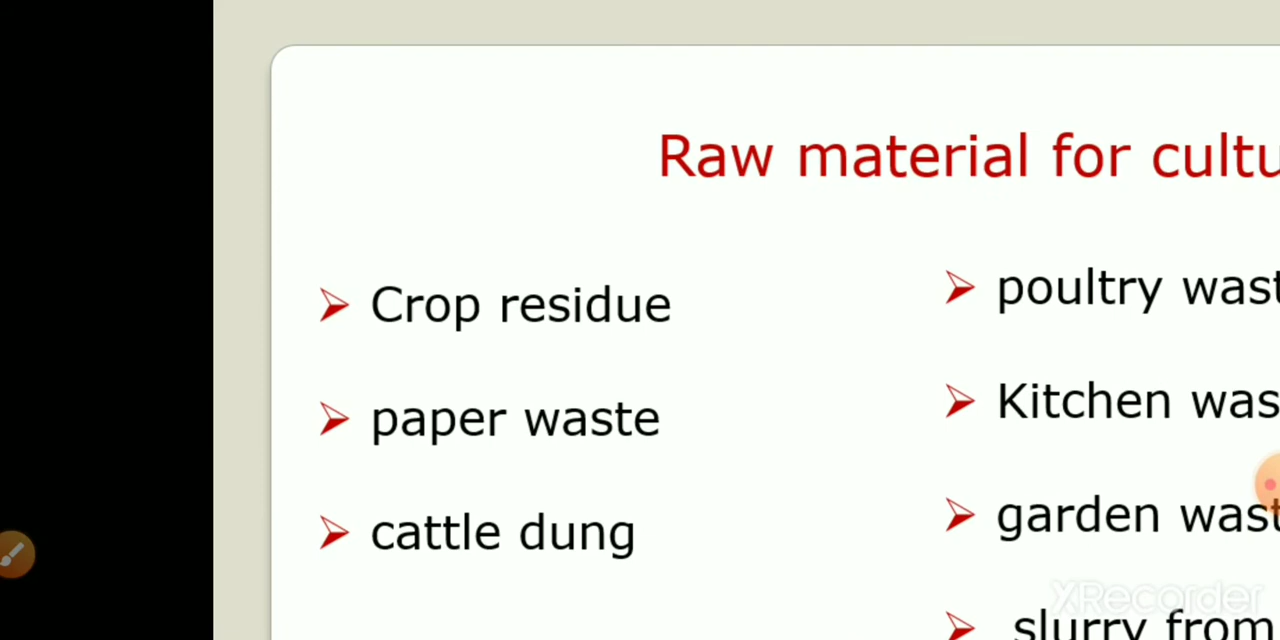 Raw material for cultu
Crop residue
paper waste
cattle dung
poultry wast
Kitchen was
garden wast
slurry from
XRecorder